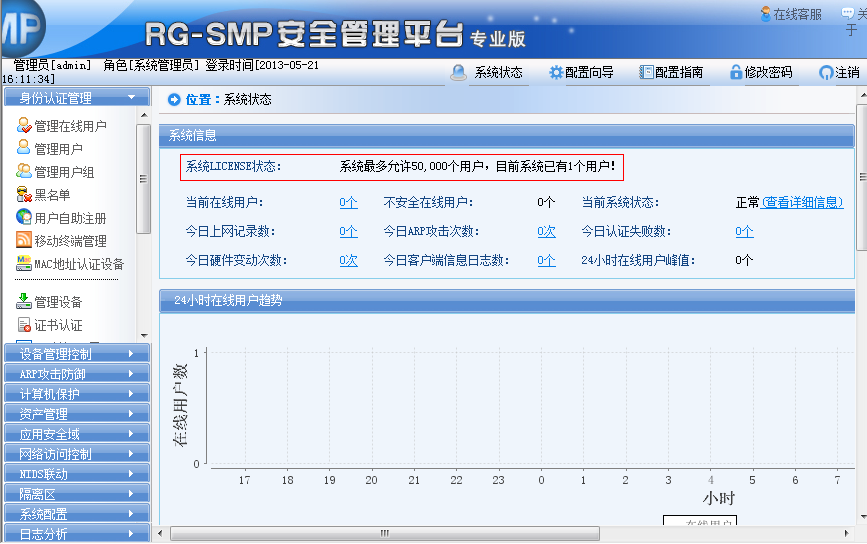 MP
RG-SMP安全管理平台 专业版
在线客服
关于
管理员[admin] 角色[系统管理员] 登录时间[2013-05-21
16:11:34]
系统状态 配置向导 配置指南 修改密码 注销
身份认证管理
管理在线用户
管理用户
管理用户组
黑名单
用户自助注册
移动终端管理
MAC地址认证设备
管理设备
证书认证
设备管理控制
ARP攻击防御
计算机保护
资产管理
应用安全域
网络访问控制
NIDS联动
隔离区
系统配置
日志分析
位置：系统状态
系统信息
系统LICENSE状态： 系统最多允许50,000个用户，目前系统已有1个用户！
当前在线用户： 0个 不安全在线用户： 0个 当前系统状态： 正常(查看详细信息)
今日上网记录数： 0个 今日ARP攻击次数： 0次 今日认证失败数： 0个
今日硬件变动次数： 0次 今日客户端信息日志数： 0个 24小时在线用户峰值： 0个
24小时在线用户趋势
在线用户数
1
0
17 18 19 20 21 22 23 0 1 2 3 4 5 6 7
小时
在线用户